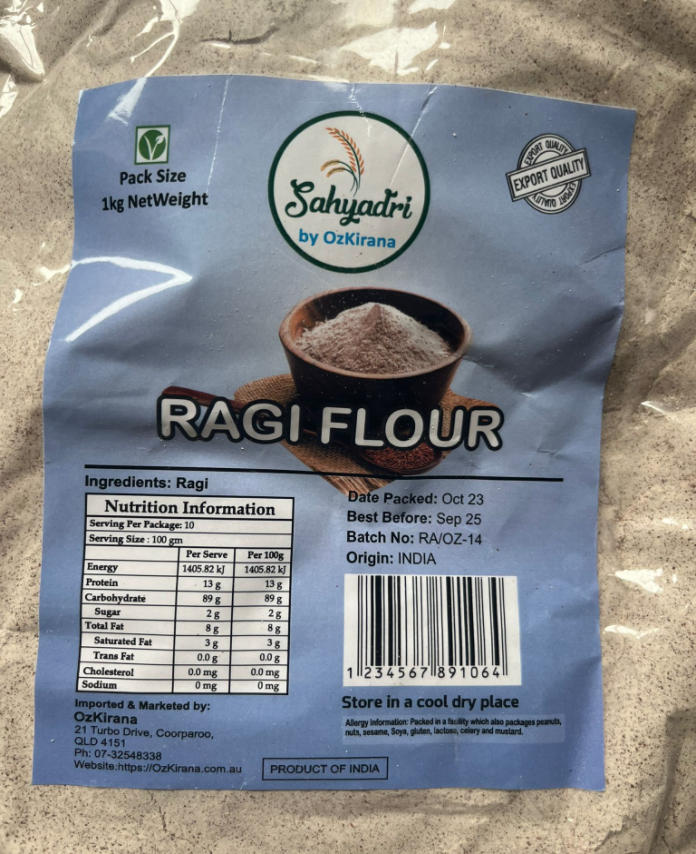 Pack Size
1kg NetWeight
Sahyadri
by OzKirana
EXPORT QUALITY
EXPORT QUALITY
EXPORT QUALITY
RAGI FLOUR
Ingredients: Ragi
Nutrition Information
Serving Per Package: 10
Serving Size : 100 gm
Per Serve Per 100g
Energy 1405.82 kJ 1405.82 kJ
Protein 13 g 13 g
Carbohydrate 89 g 89 g
Sugar 2 g 2 g
Total Fat 8 g 8 g
Saturated Fat 3 g 3 g
Trans Fat 0.0 g 0.0 g
Cholesterol 0.0 mg 0.0 mg
Sodium 0 mg 0 mg
Imported & Marketed by:
OzKirana
21 Turbo Drive, Coorparoo,
QLD 4151
Ph: 07-32548338
Website:https://OzKirana.com.au
PRODUCT OF INDIA
Date Packed: Oct 23
Best Before: Sep 25
Batch No: RA/OZ-14
Origin: INDIA
1 234567 891064
Store in a cool dry place
Allergy Information: Packed in a facility which also packages peanuts,
nuts, sesame, Soya, gluten, lactose, celery and mustard.